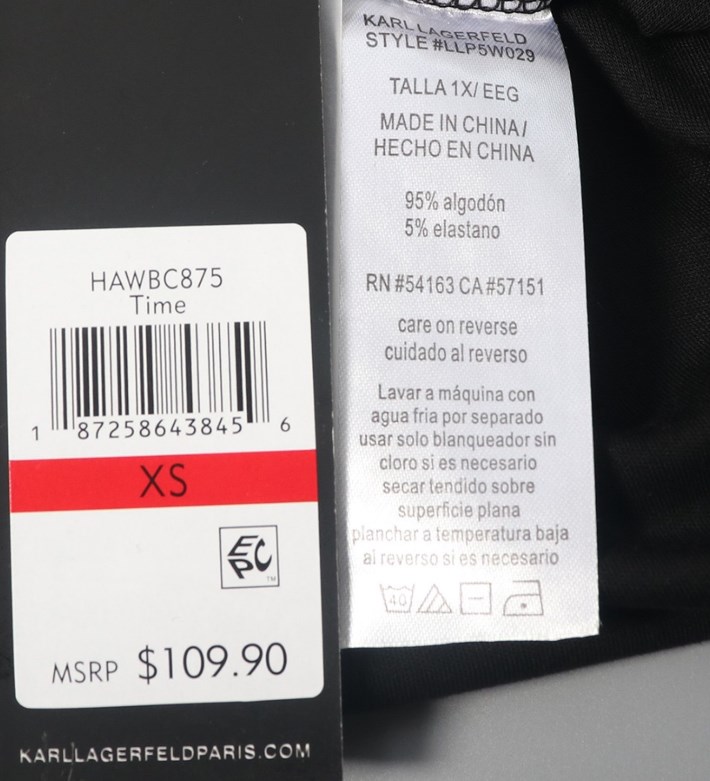 HAWBC875
Time
1 87258643845 6
XS
EPC
TM
MSRP $109.90
KARLLAGERFELDPARIS.COM
KARL LAGERFELD
STYLE #LLP5W029
TALLA 1X/ EEG
MADE IN CHINA/
HECHO EN CHINA
95% algodón
5% elastano
RN #54163 CA #57151
care on reverse
cuidado al reverso
Lavar a máquina con
agua fria por separado
usar solo blanqueador sin
cloro si es necesario
secar tendido sobre
superficie plana
planchar a temperatura baja
al reverso si es necesario
40